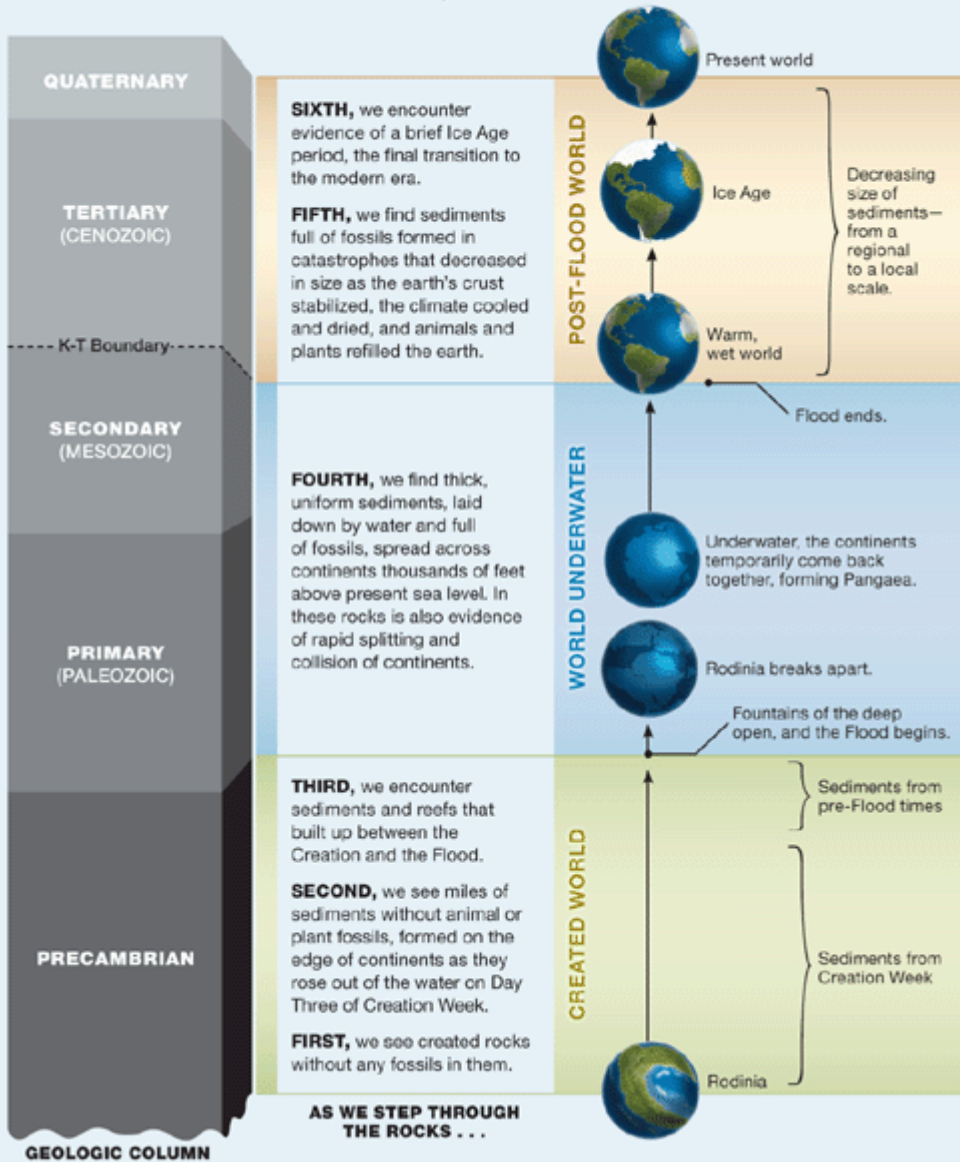 QUATERNARY
TERTIARY
(CENOZOIC)
K-T Boundary
SECONDARY
(MESOZOIC)
PRIMARY
(PALEOZOIC)
PRECAMBRIAN
GEOLOGIC COLUMN
SIXTH, we encounter
evidence of a brief Ice Age
period, the final transition to
the modern era.
FIFTH, we find sediments
full of fossils formed in
catastrophes that decreased
in size as the earth's crust
stabilized, the climate cooled
and dried, and animals and
plants refilled the earth.
FOURTH, we find thick,
uniform sediments, laid
down by water and full
of fossils, spread across
continents thousands of feet
above present sea level. In
these rocks is also evidence
of rapid splitting and
collision of continents.
THIRD, we encounter
sediments and reefs that
built up between the
Creation and the Flood.
SECOND, we see miles of
sediments without animal or
plant fossils, formed on the
edge of continents as they
rose out of the water on Day
Three of Creation Week.
FIRST, we see created rocks
without any fossils in them.
AS WE STEP THROUGH
THE ROCKS . . .
POST-FLOOD WORLD
WORLD UNDERWATER
CREATED WORLD
Present world
Ice Age
Warm,
wet world
Decreasing
size of
sediments—
from a
regional
to a local
scale.
Flood ends.
Underwater, the continents
temporarily come back
together, forming Pangaea.
Rodinia breaks apart.
Fountains of the deep
open, and the Flood begins.
Sediments from
pre-Flood times
Sediments from
Creation Week
Rodinia